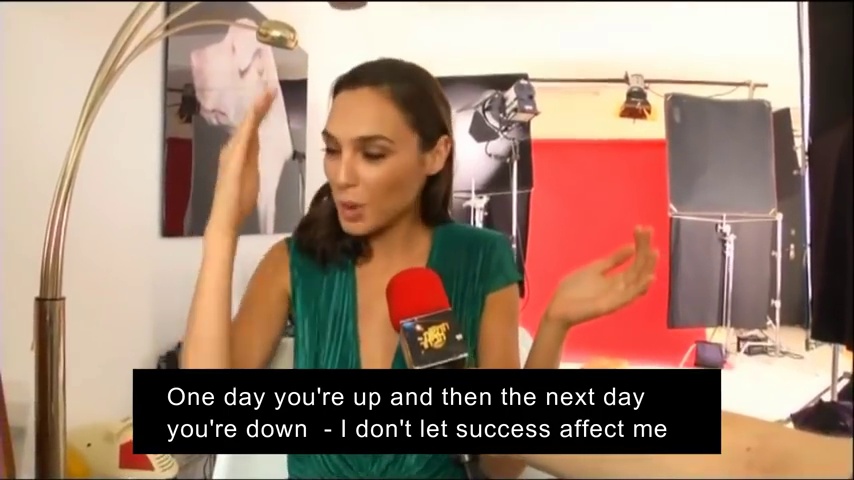 One day you're up and then the next day
you're down  - I don't let success affect me